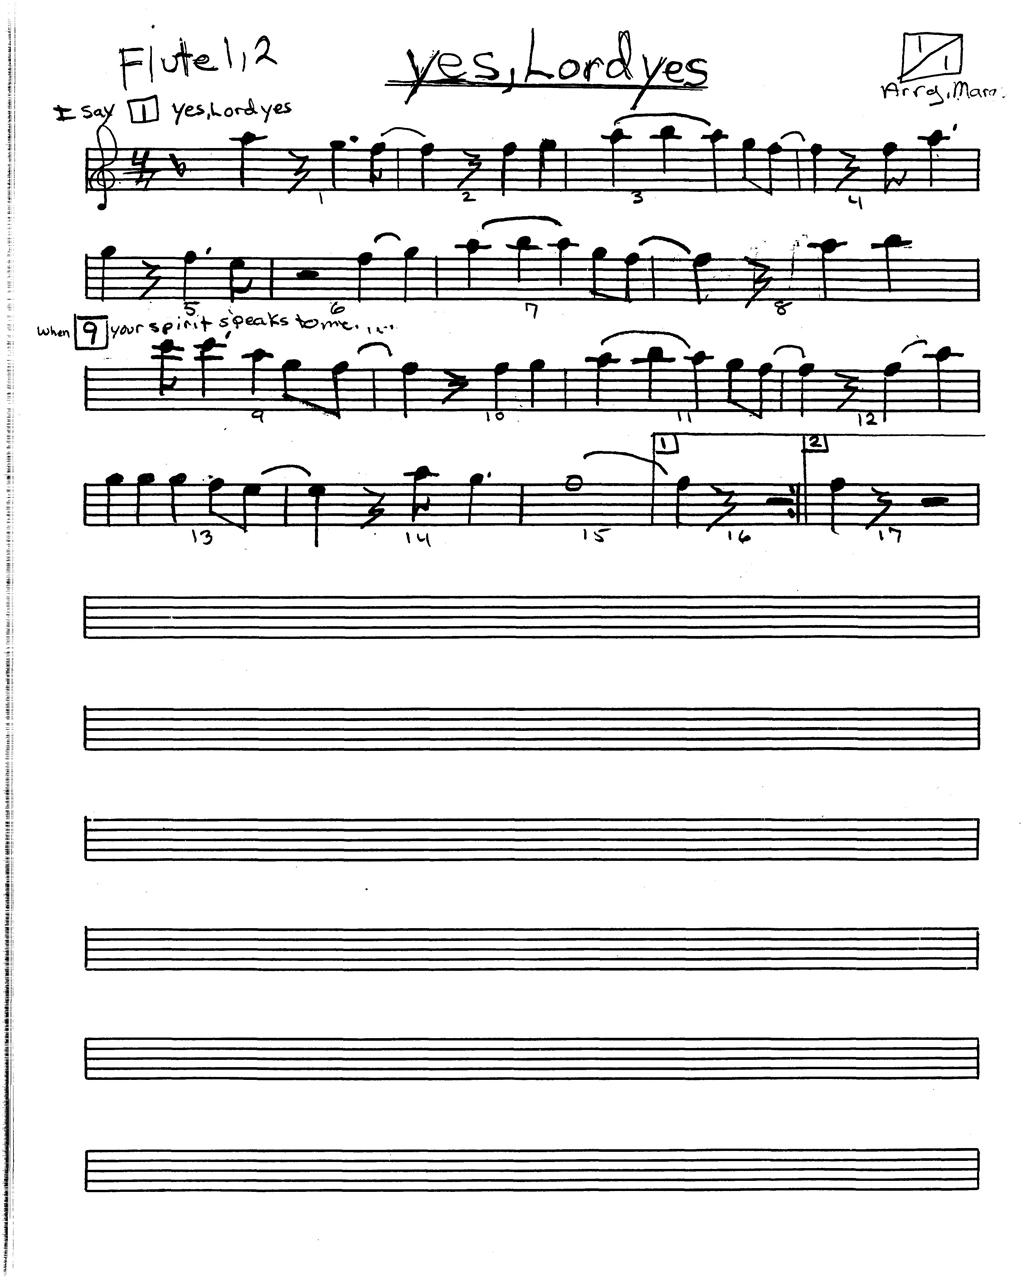 Flute 1,2
yes, Lord yes
1/1
Arrg. Marr.
I say 1 yes, Lord yes
4/4
1 2 3 4
5 6 7 8
When 9 your spirit speaks to me.....
9 10 11 12
1 2
13 14 15 16 17